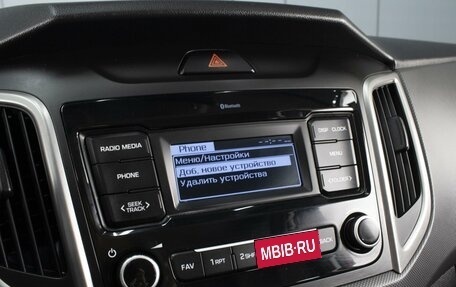 Bluetooth
RADIO MEDIA
PHONE
SEEK
TRACK
Phone
Меню/Настройки
Доб. новое устройство
Удалить устройства
DISP CLOCK
MENU
FOLDER
FAV
1 RPT
2 SHF
BACK
MBIB.RU